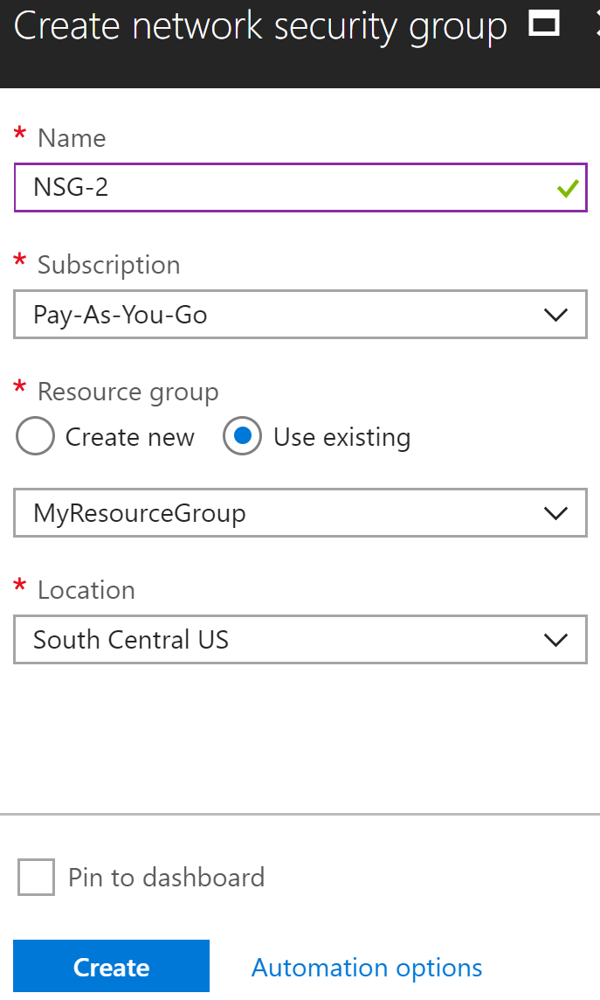 Create network security group
* Name
NSG-2
* Subscription
Pay-As-You-Go
* Resource group
Create new Use existing
MyResourceGroup
* Location
South Central US
Pin to dashboard
Create Automation options